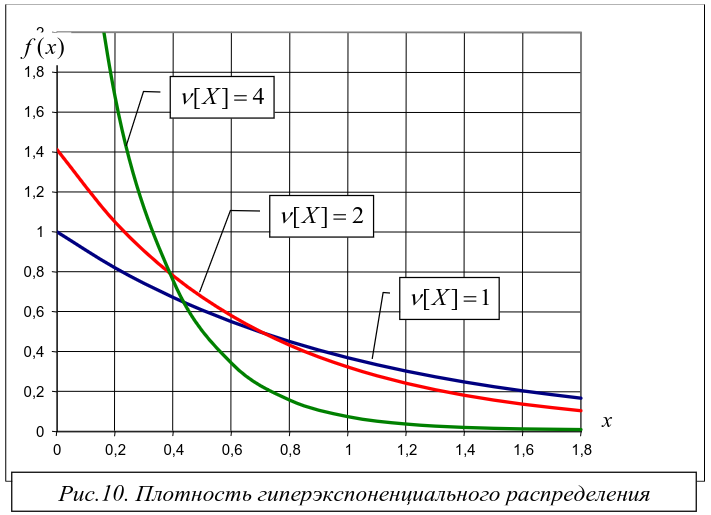 2
f (x)
1,8
ν[X] = 4
1,6
1,4
1,2
ν[X] = 2
1
0,8
ν[X] = 1
0,6
0,4
0,2
x
0
0 0,2 0,4 0,6 0,8 1 1,2 1,4 1,6 1,8
Рис.10. Плотность гиперэкспоненциального распределения